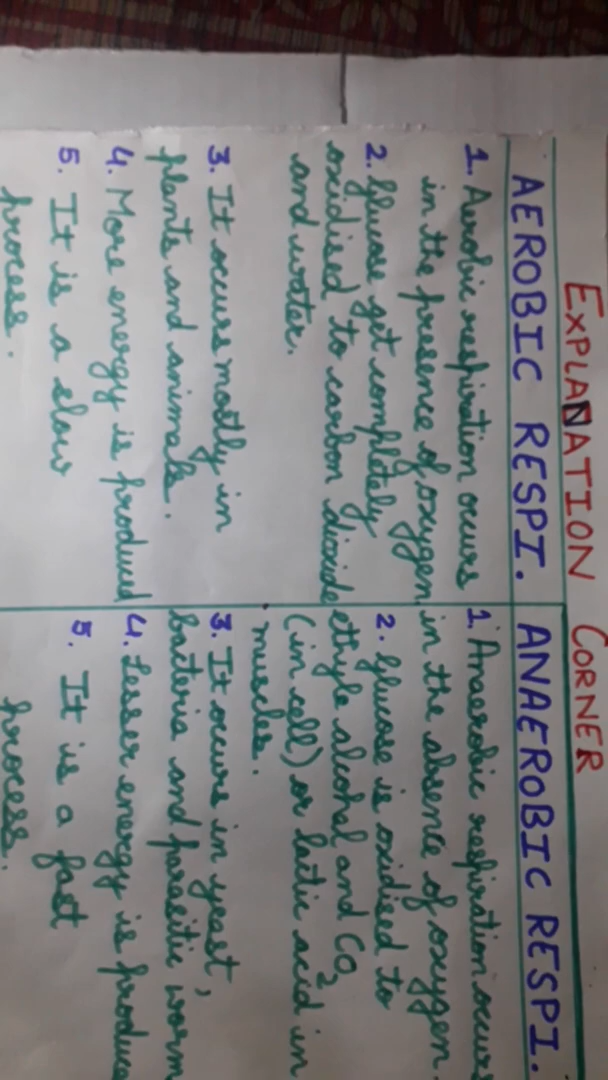 EXPLANATION CORNER
AEROBIC RESPI.
1. Aerobic respiration occurs
in the presence of oxygen.
2. Glucose get completely
oxidised to carbon dioxide
and water.
3. It occurs mostly in
plants and animals.
4. More energy is produced
5. It is a slow
process.
ANAEROBIC RESPI.
1. Anaerobic respiration occurs
in the absence of oxygen.
2. Glucose is oxidised to
ethyle alcohal and CO2
(in cell) or latic acid in
muscles.
3. It occurs in yeast,
bacteria and parasitic worm
4. Lesser energy is produce
5. It is a fast
process.